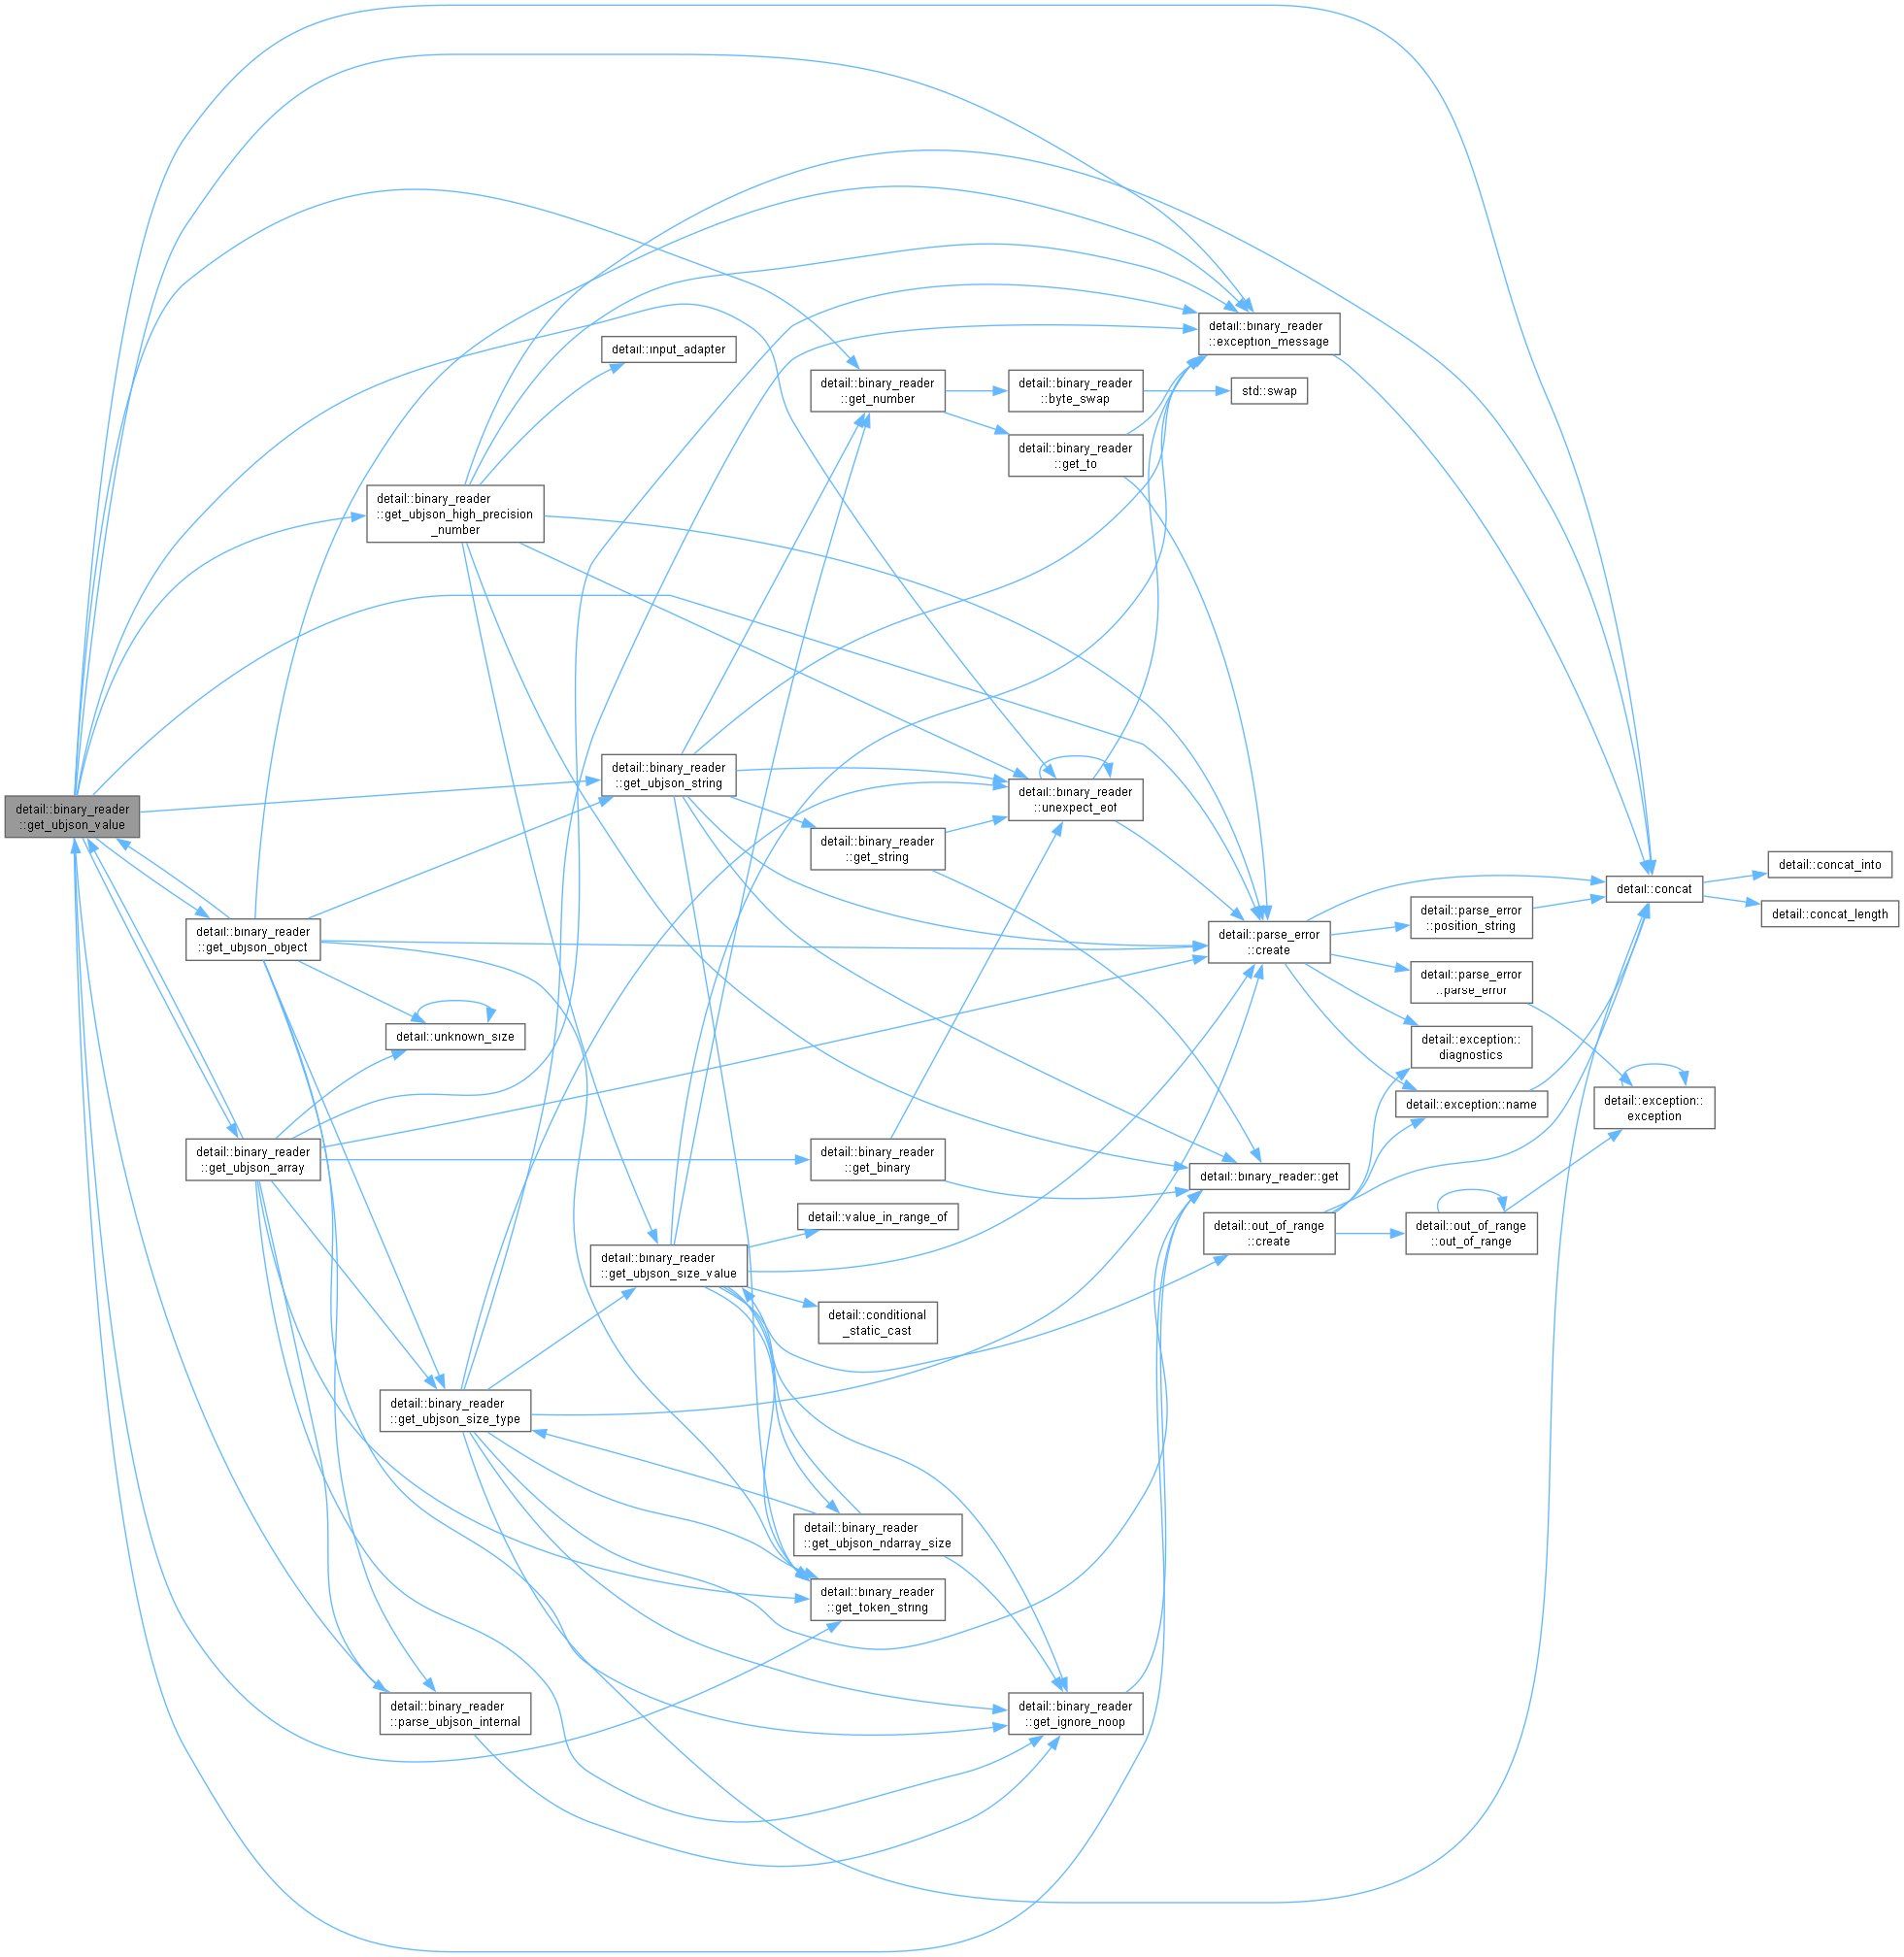 detail::binary_reader
::get_ubjson_value
detail::binary_reader
::get_ubjson_high_precision
_number
detail::binary_reader
::get_ubjson_object
detail::binary_reader
::get_ubjson_array
detail::unknown_size
detail::binary_reader
::get_ubjson_size_type
detail::binary_reader
::parse_ubjson_internal
detail::input_adapter
detail::binary_reader
::get_ubjson_string
detail::binary_reader
::get_ubjson_size_value
detail::binary_reader
::get_number
detail::binary_reader
::get_string
detail::binary_reader
::get_binary
detail::value_in_range_of
detail::conditional
_static_cast
detail::binary_reader
::get_ubjson_ndarray_size
detail::binary_reader
::get_token_string
detail::binary_reader
::byte_swap
detail::binary_reader
::get_to
detail::binary_reader
::unexpect_eof
detail::binary_reader
::get_ignore_noop
detail::binary_reader
::exception_message
std::swap
detail::parse_error
::create
detail::binary_reader::get
detail::out_of_range
::create
detail::parse_error
::position_string
detail::parse_error
::parse_error
detail::exception::
diagnostics
detail::exception::name
detail::out_of_range
::out_of_range
detail::concat
detail::exception::
exception
detail::concat_into
detail::concat_length